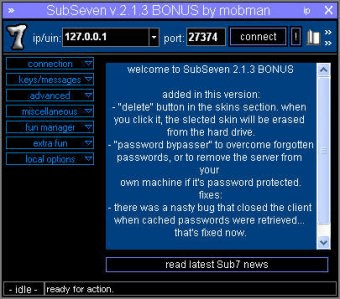 » SubSeven v 2.1.3 BONUS by mobman ip X
7 ip/uin: 127.0.0.1 port: 27374 connect ! »
connection
keys/messages
advanced
miscellaneous
fun manager
extra fun
local options
welcome to SubSeven 2.1.3 BONUS
added in this version:
- "delete" button in the skins section. when
you click it, the slected skin will be erased
from the hard drive.
- "password bypasser" to overcome forgotten
passwords, or to remove the server from
your
own machine if it's password protected.
fixes:
- there was a nasty bug that closed the client
when cached passwords were retrieved...
that's fixed now.
read latest Sub7 news
- idle - ready for action.